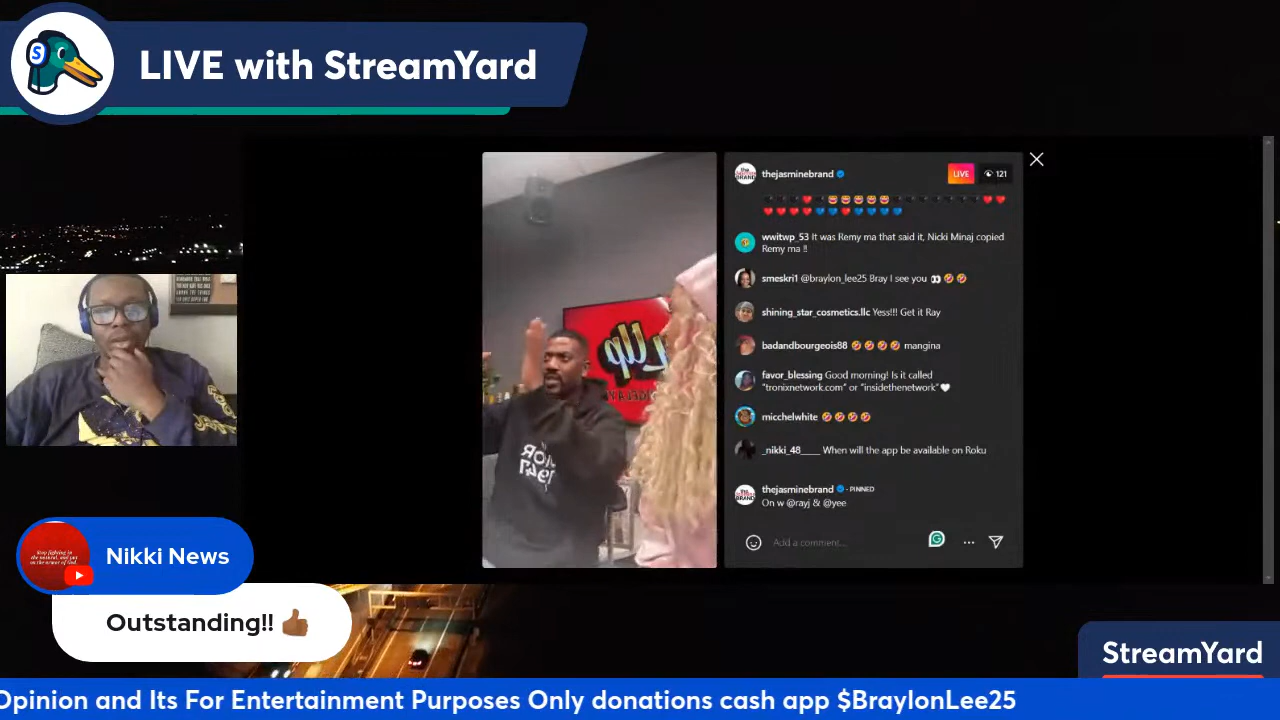 LIVE with StreamYard
S
thejasminebrand
LIVE
121
wwitwp_53 It was Remy ma that said it, Nicki Minaj copied
Remy ma !!
smeskri1 @braylon_lee25 Bray I see you 👀 🤣 🤣
shining_star_cosmetics.llc Yess!!! Get it Ray
badandbourgeois88 🤣 🤣 🤣 🤣 mangina
favor_blessing Good morning! Is it called
"tronixnetwork.com" or "insidethenetwork"🤍
micchelwhite 🤣 🤣 🤣 🤣
_nikki_48____ When will the app be available on Roku
thejasminebrand - PINNED
On w @rayj & @yee
Add a comment...
Up
1947
Nikki News
Outstanding!! 👍🏾
StreamYard
Opinion and Its For Entertainment Purposes Only donations cash app $BraylonLee25